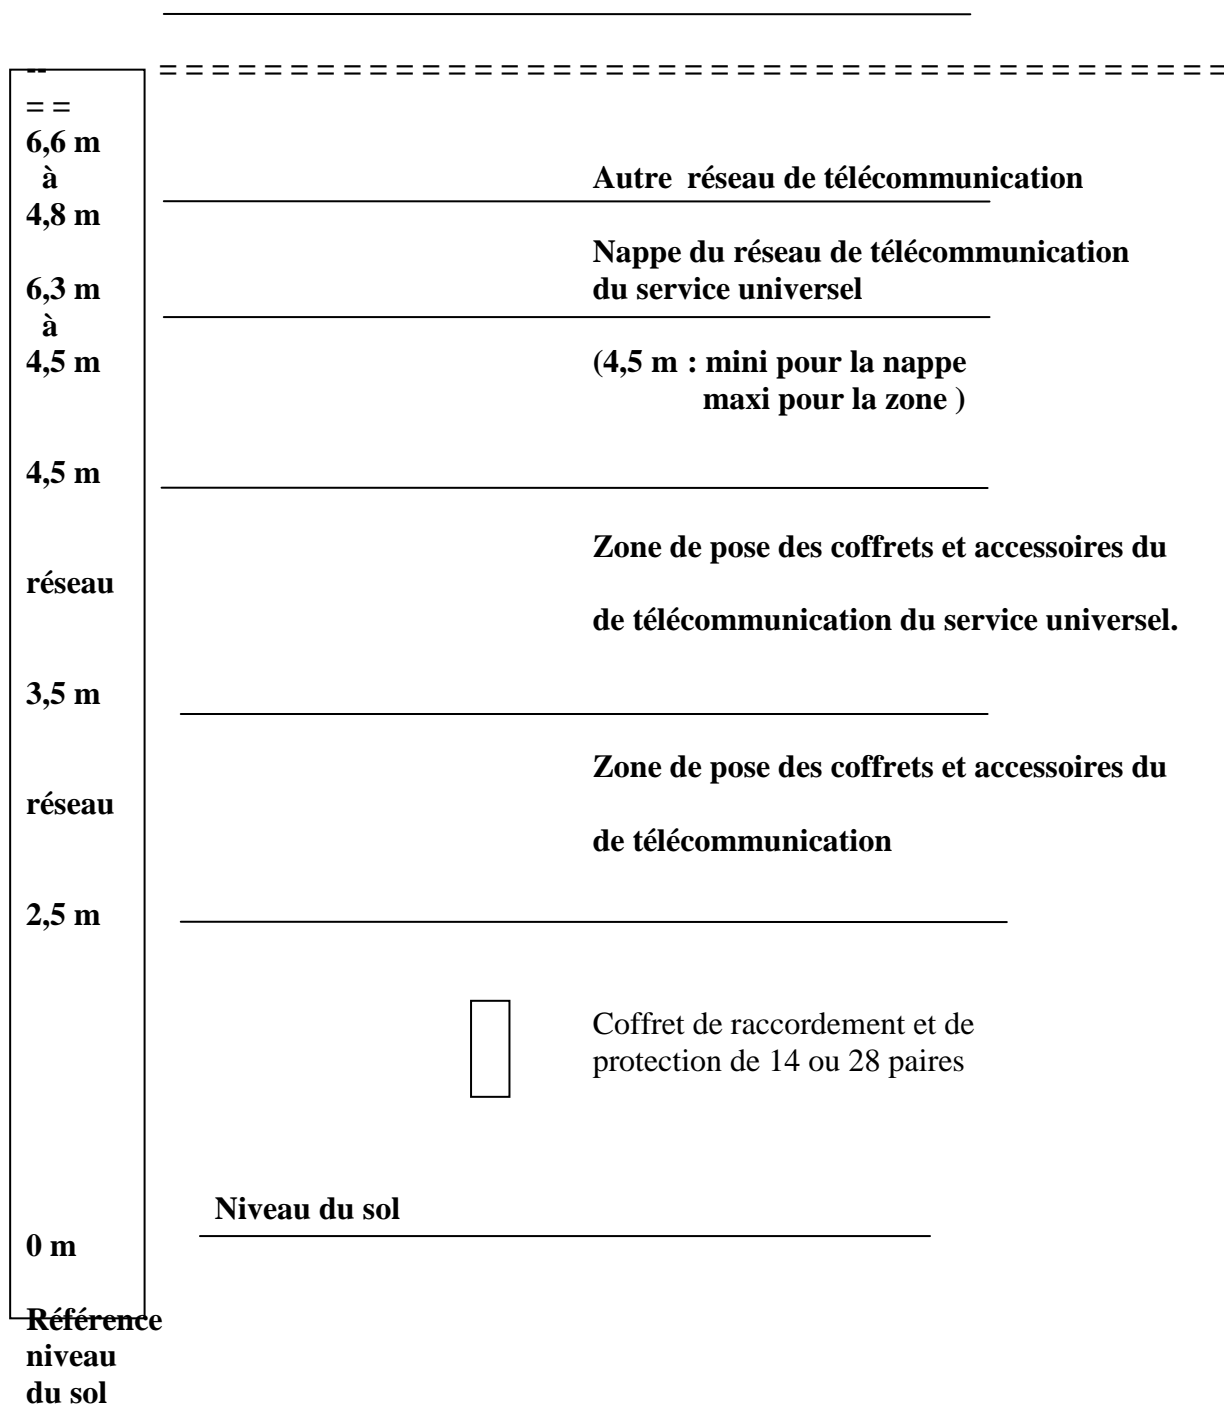 -- = = = = = = = = = = = = = = = = = = = = = = = = = = = = = = = = = = = = = = = = =
= =
6,6 m
à Autre réseau de télécommunication
4,8 m
Nappe du réseau de télécommunication
6,3 m du service universel
à
4,5 m (4,5 m : mini pour la nappe
maxi pour la zone )
4,5 m
Zone de pose des coffrets et accessoires du
réseau
de télécommunication du service universel.
3,5 m
Zone de pose des coffrets et accessoires du
réseau
de télécommunication
2,5 m
Coffret de raccordement et de
protection de 14 ou 28 paires
Niveau du sol
0 m
Référence
niveau
du sol